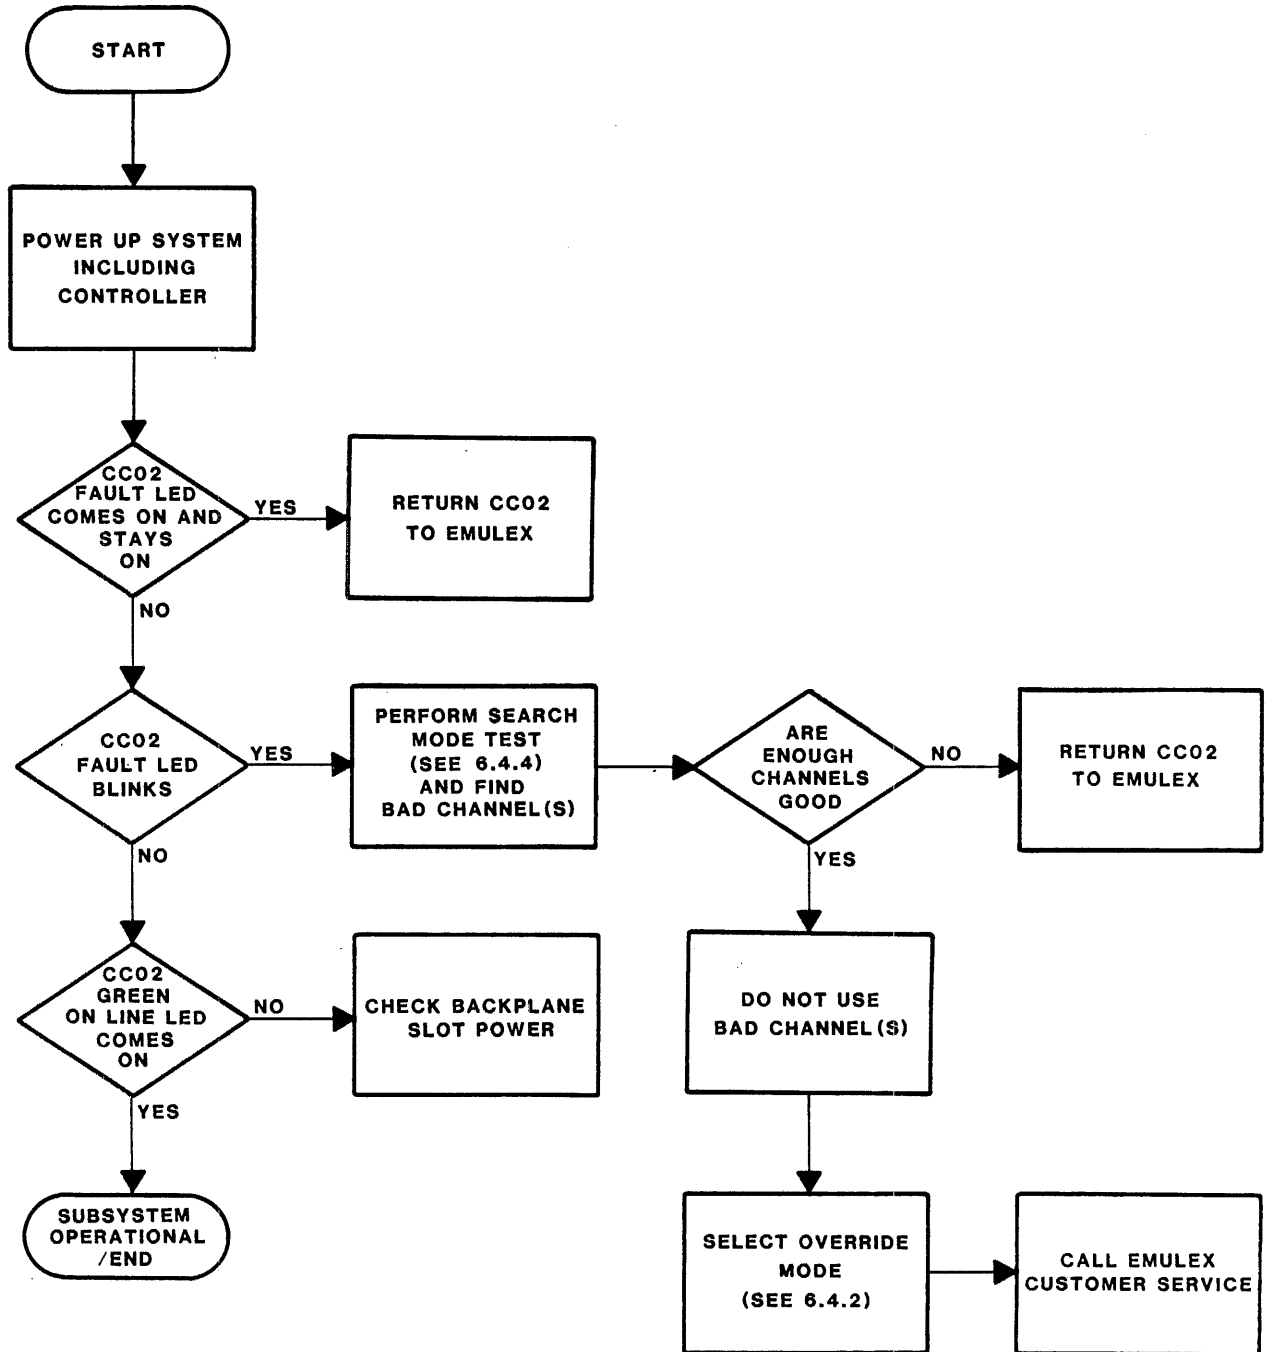 START
POWER UP SYSTEM
INCLUDING
CONTROLLER
CC02
FAULT LED
COMES ON AND
STAYS
ON
YES
RETURN CC02
TO EMULEX
NO
CC02
FAULT LED
BLINKS
YES
PERFORM SEARCH
MODE TEST
(SEE 6.4.4)
AND FIND
BAD CHANNEL(S)
ARE
ENOUGH
CHANNELS
GOOD
NO
RETURN CC02
TO EMULEX
NO
YES
CC02
GREEN
ON LINE LED
COMES
ON
NO
CHECK BACKPLANE
SLOT POWER
DO NOT USE
BAD CHANNEL(S)
YES
SUBSYSTEM
OPERATIONAL
/END
SELECT OVERRIDE
MODE
(SEE 6.4.2)
CALL EMULEX
CUSTOMER SERVICE